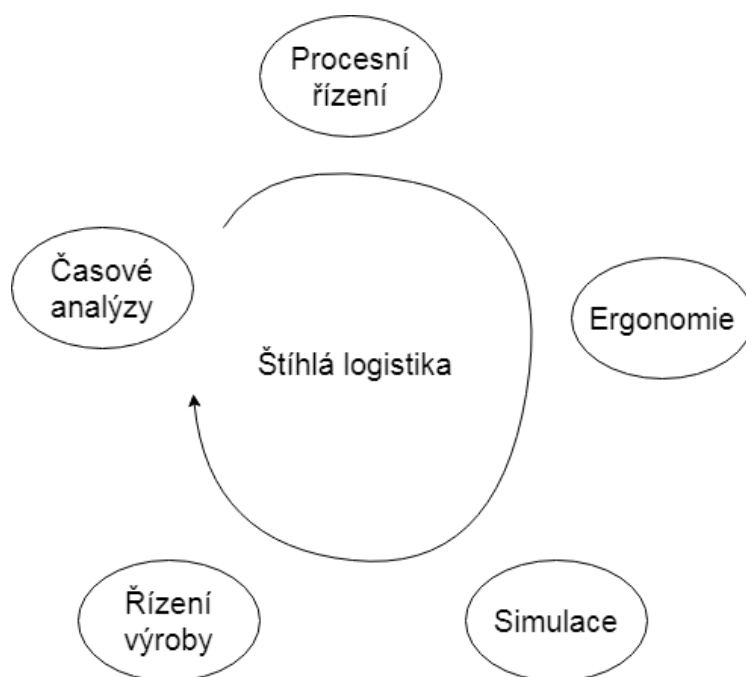 Procesní
řízení
Časové
analýzy
Ergonomie
Štíhlá logistika
Řízení
výroby
Simulace